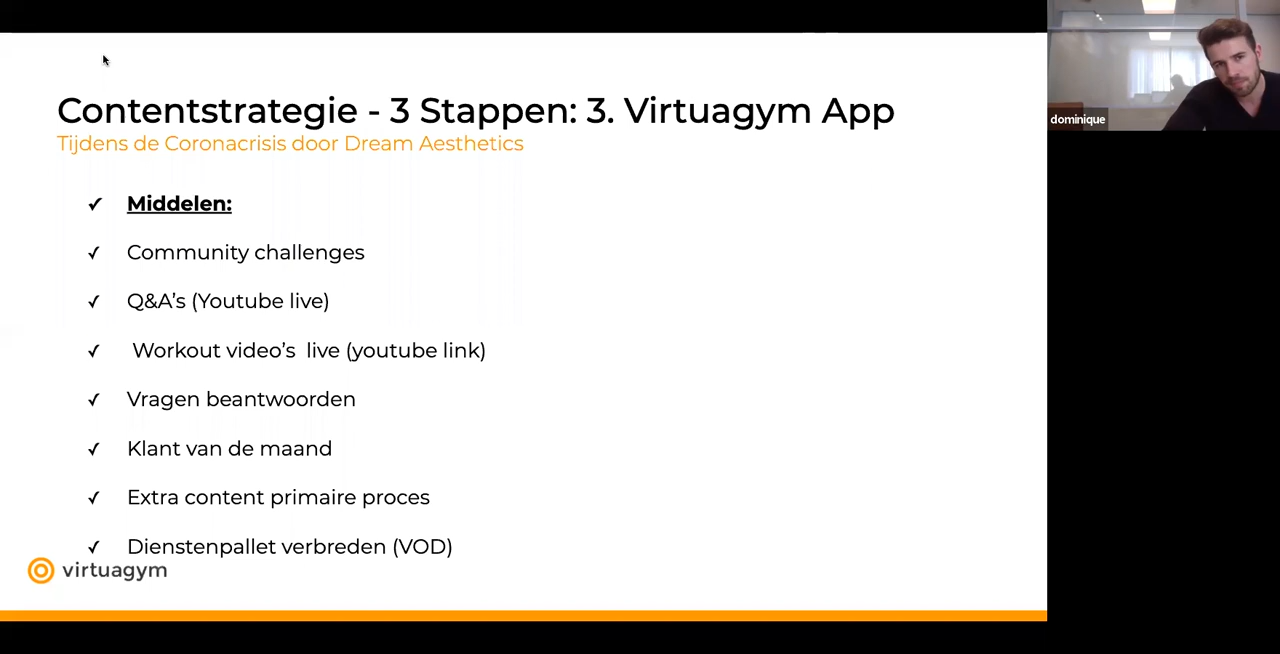 Contentstrategie - 3 Stappen: 3. Virtuagym App
Tijdens de Coronacrisis door Dream Aesthetics
✓ Middelen:
✓ Community challenges
✓ Q&A's (Youtube live)
✓ Workout video's live (youtube link)
✓ Vragen beantwoorden
✓ Klant van de maand
✓ Extra content primaire proces
✓ Dienstenpallet verbreden (VOD)
virtuagym
dominique